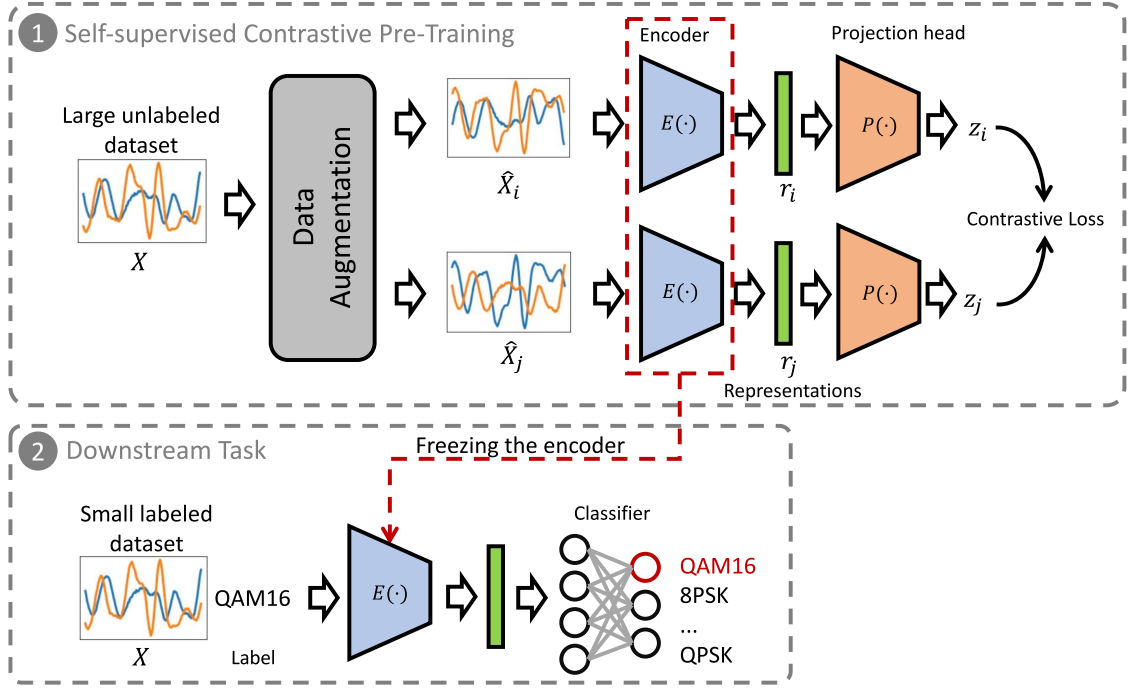 1 Self-supervised Contrastive Pre-Training
Encoder
Projection head
Large unlabeled
dataset
X
Data
Augmentation
X̂ᵢ
E(·)
rᵢ
P(·)
zᵢ
Contrastive Loss
X̂ⱼ
E(·)
rⱼ
P(·)
zⱼ
Representations
2 Downstream Task
Freezing the encoder
Small labeled
dataset
X
QAM16
Label
E(·)
Classifier
QAM16
8PSK
...
QPSK